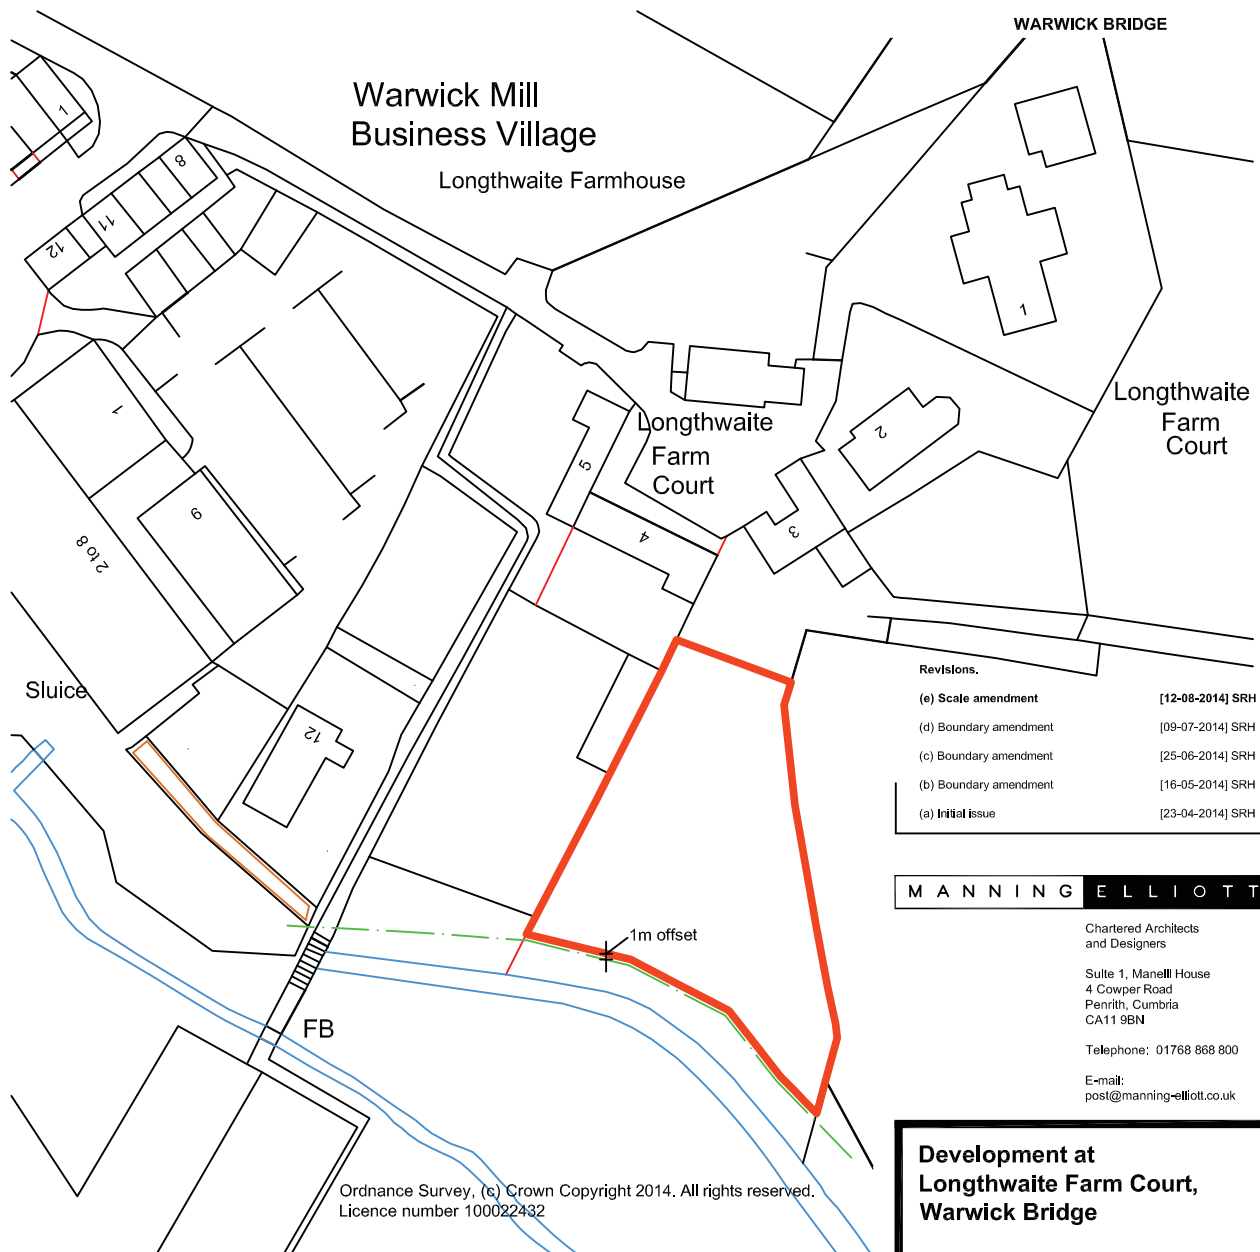 WARWICK BRIDGE
Warwick Mill
Business Village
Longthwaite Farmhouse
1
8
11
12
1
9
2 to 8
Sluice
12
5
4
3
2
1
Longthwaite
Farm
Court
Longthwaite
Farm
Court
1m offset
FB
Revisions.
(e) Scale amendment [12-08-2014] SRH
(d) Boundary amendment [09-07-2014] SRH
(c) Boundary amendment [25-06-2014] SRH
(b) Boundary amendment [16-05-2014] SRH
(a) Initial issue [23-04-2014] SRH
MANNING ELLIOTT
Chartered Architects
and Designers
Suite 1, Manelli House
4 Cowper Road
Penrith, Cumbria
CA11 9BN
Telephone: 01768 868 800
E-mail:
post@manning-elliott.co.uk
Development at
Longthwaite Farm Court,
Warwick Bridge
Ordnance Survey, (c) Crown Copyright 2014. All rights reserved.
Licence number 100022432